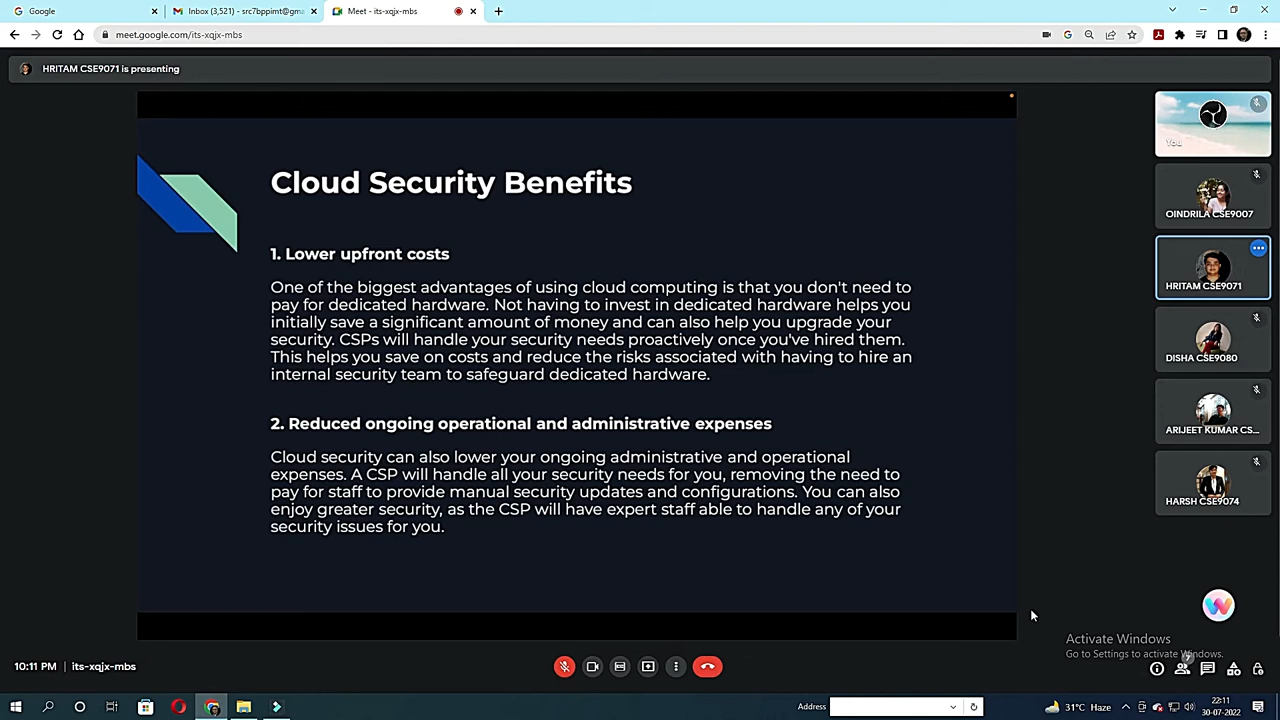 Google
Inbox (3,521) - src7bppimt@gma
Meet - its-xqjx-mbs
meet.google.com/its-xqjx-mbs
HRITAM CSE9071 is presenting
Cloud Security Benefits
1. Lower upfront costs
One of the biggest advantages of using cloud computing is that you don't need to
pay for dedicated hardware. Not having to invest in dedicated hardware helps you
initially save a significant amount of money and can also help you upgrade your
security. CSPs will handle your security needs proactively once you've hired them.
This helps you save on costs and reduce the risks associated with having to hire an
internal security team to safeguard dedicated hardware.
2. Reduced ongoing operational and administrative expenses
Cloud security can also lower your ongoing administrative and operational
expenses. A CSP will handle all your security needs for you, removing the need to
pay for staff to provide manual security updates and configurations. You can also
enjoy greater security, as the CSP will have expert staff able to handle any of your
security issues for you.
You
OINDRILA CSE9007
HRITAM CSE9071
DISHA CSE9080
ARIJEET KUMAR CS...
HARSH CSE9074
W
Activate Windows
Go to Settings to activate Windows.
10:11 PM | its-xqjx-mbs
7
Address
31°C Haze
22:11
30-07-2022